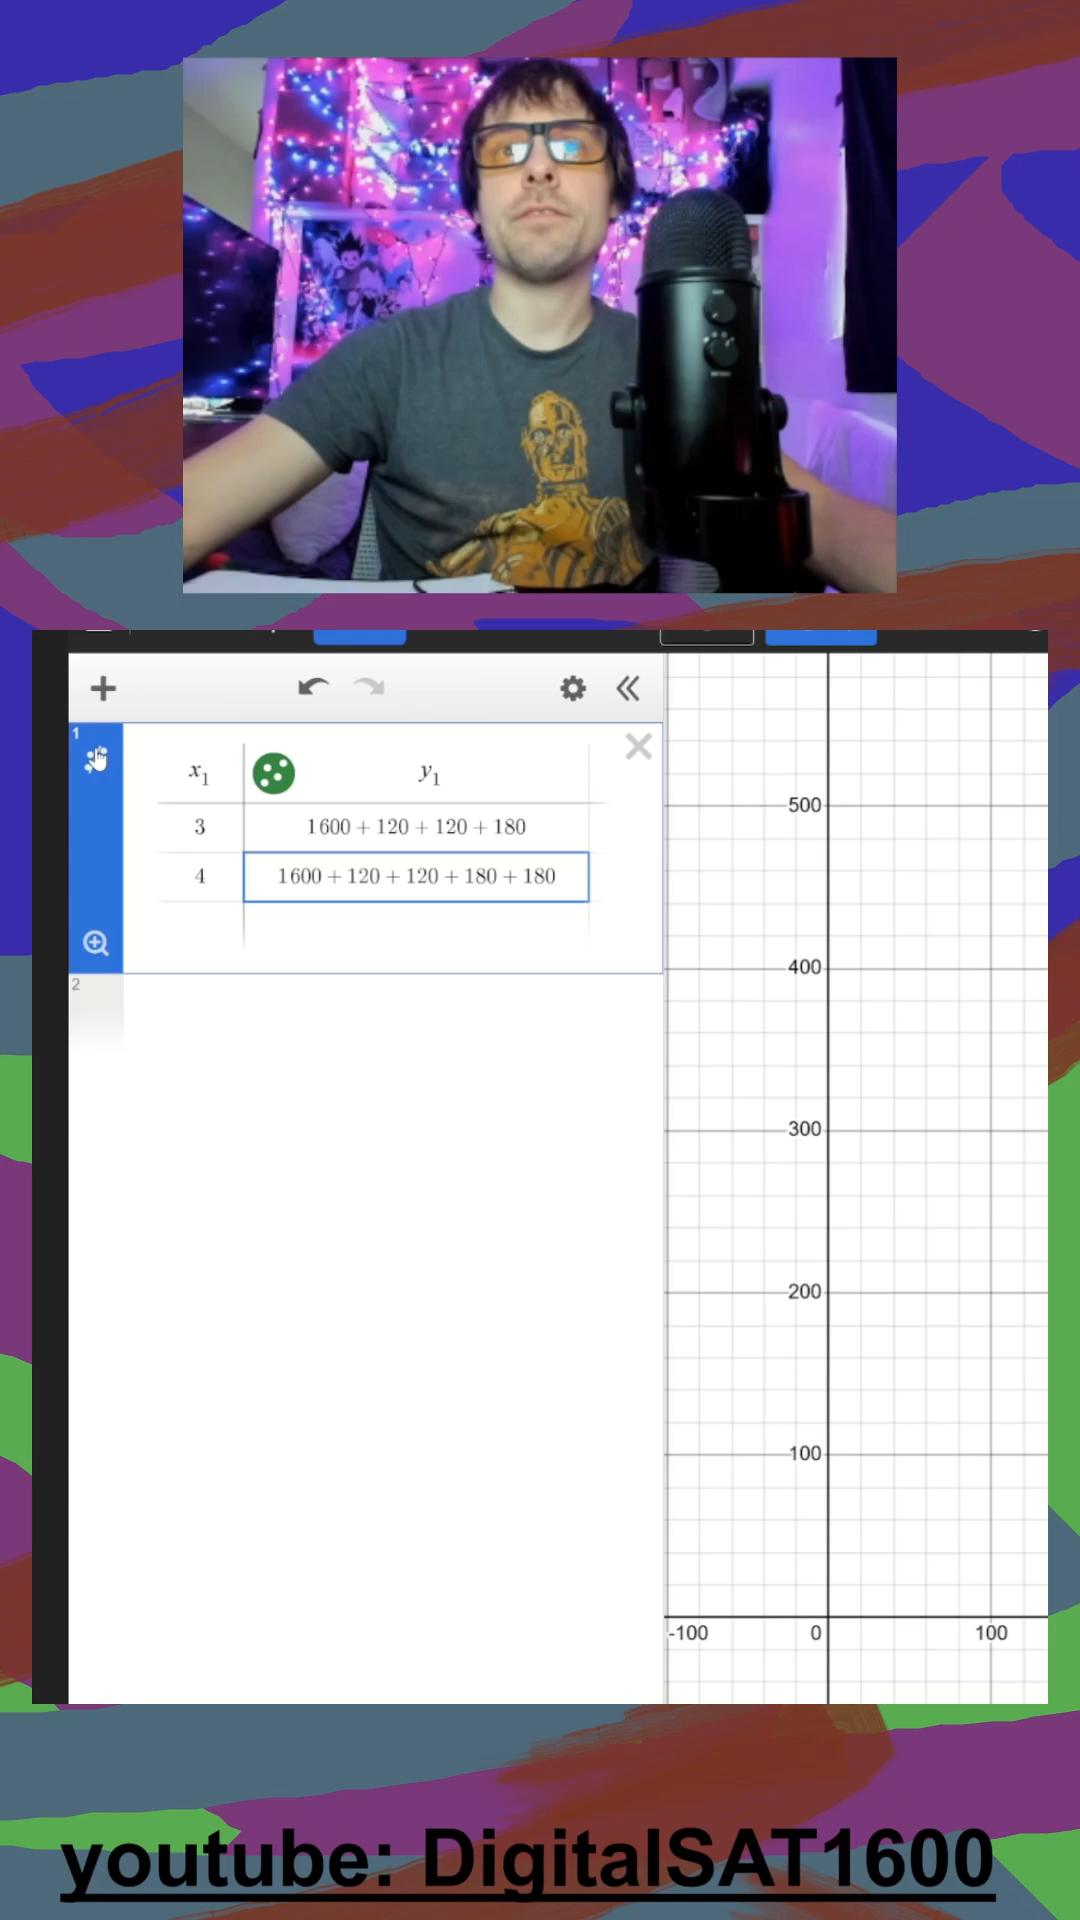 1
x₁ y₁
3 1600 + 120 + 120 + 180
4 1600 + 120 + 120 + 180 + 180
2
500
400
300
200
100
-100 0 100
youtube: DigitalSAT1600